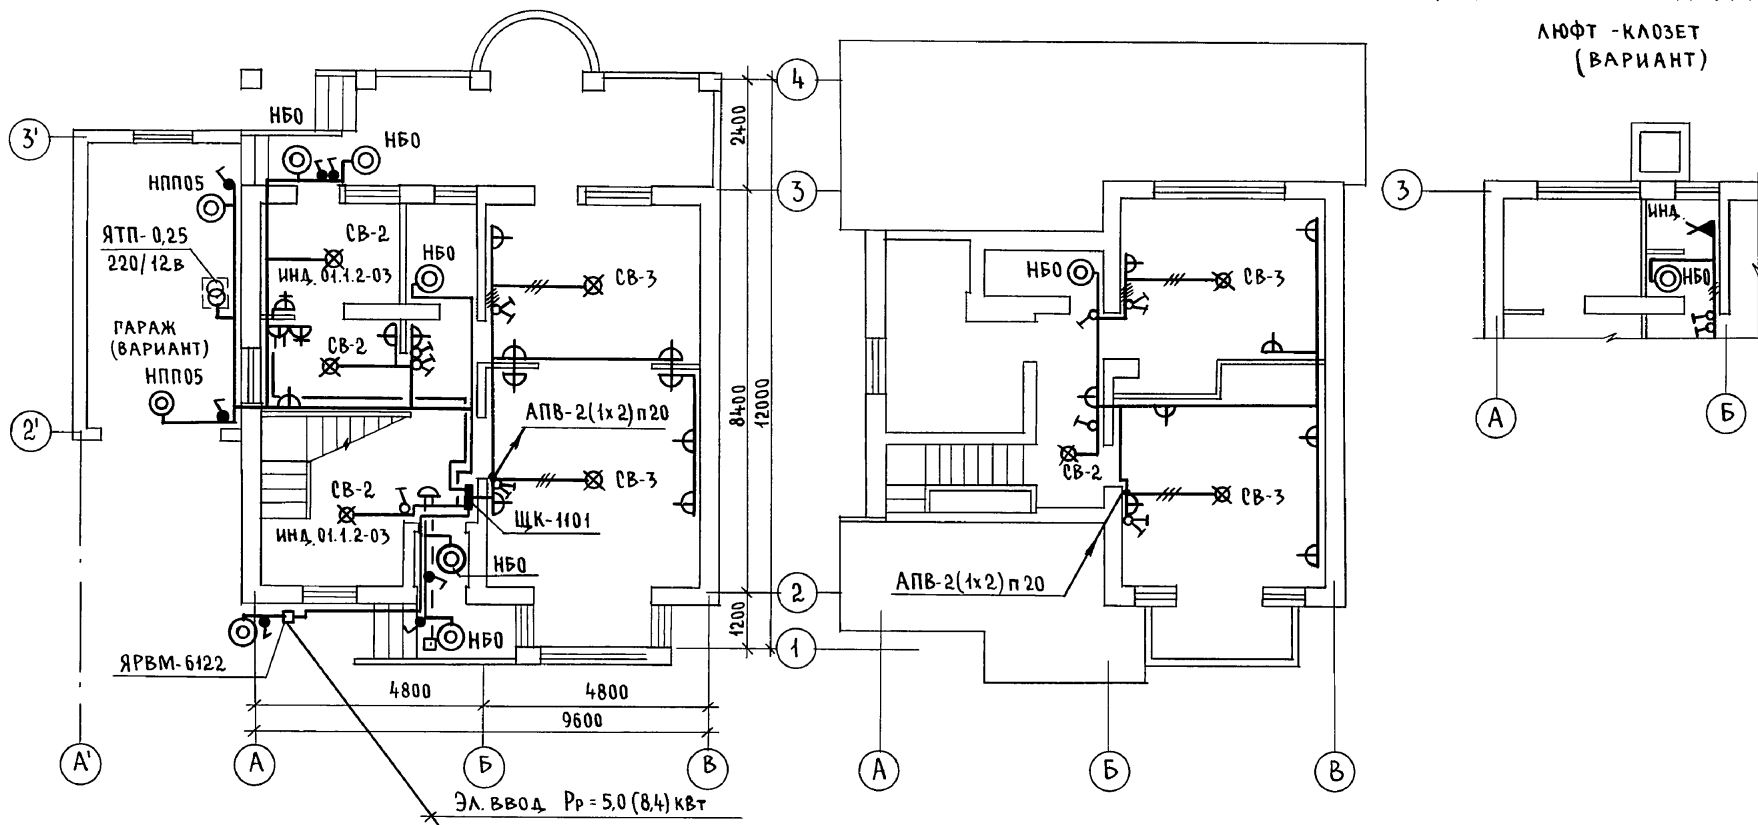 ЛЮФТ-КЛОЗЕТ
(ВАРИАНТ)
4
3'
НБО
НБО
2400
НПП05
3
3
ЯТП-0,25
220/12в
СВ-2
НБО
ИНД. 01.1.2-03
СВ-3
НБО
СВ-3
ИНД.
НБО
ГАРАЖ
(ВАРИАНТ)
СВ-2
НПП05
8400
12000
А
Б
2'
АПВ-2(1х2)п20
СВ-2
СВ-2
СВ-3
СВ-3
ЩК-1101
ИНД. 01.1.2-03
НБО
АПВ-2(1х2)п20
2
1200
НБО
1
ЯРВМ-6122
4800
4800
9600
А'
А
Б
В
А
Б
В
Эл. ВВОД Рр = 5,0 (8,4) кВт